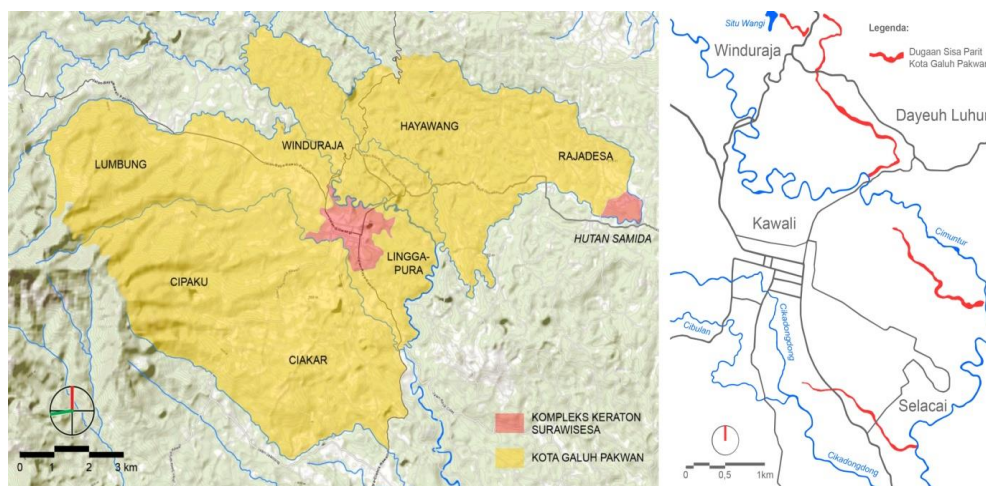 HAYAWANG
WINDURAJA
LUMBUNG
RAJADESA
HUTAN SAMIDA
LINGGA-
PURA
CIPAKU
CIAKAR
KOMPLEKS KERATON
SURAWISESA
KOTA GALUH PAKWAN
0 1 2 3 km
Situ Wangi
Winduraja
Legenda:
Dugaan Sisa Parit
Kota Galuh Pakwan
Dayeuh Luhur
Kawali
Cimuntur
Cibulan
Cikadongdong
Selacai
Cikadongdong
0 0,5 1km